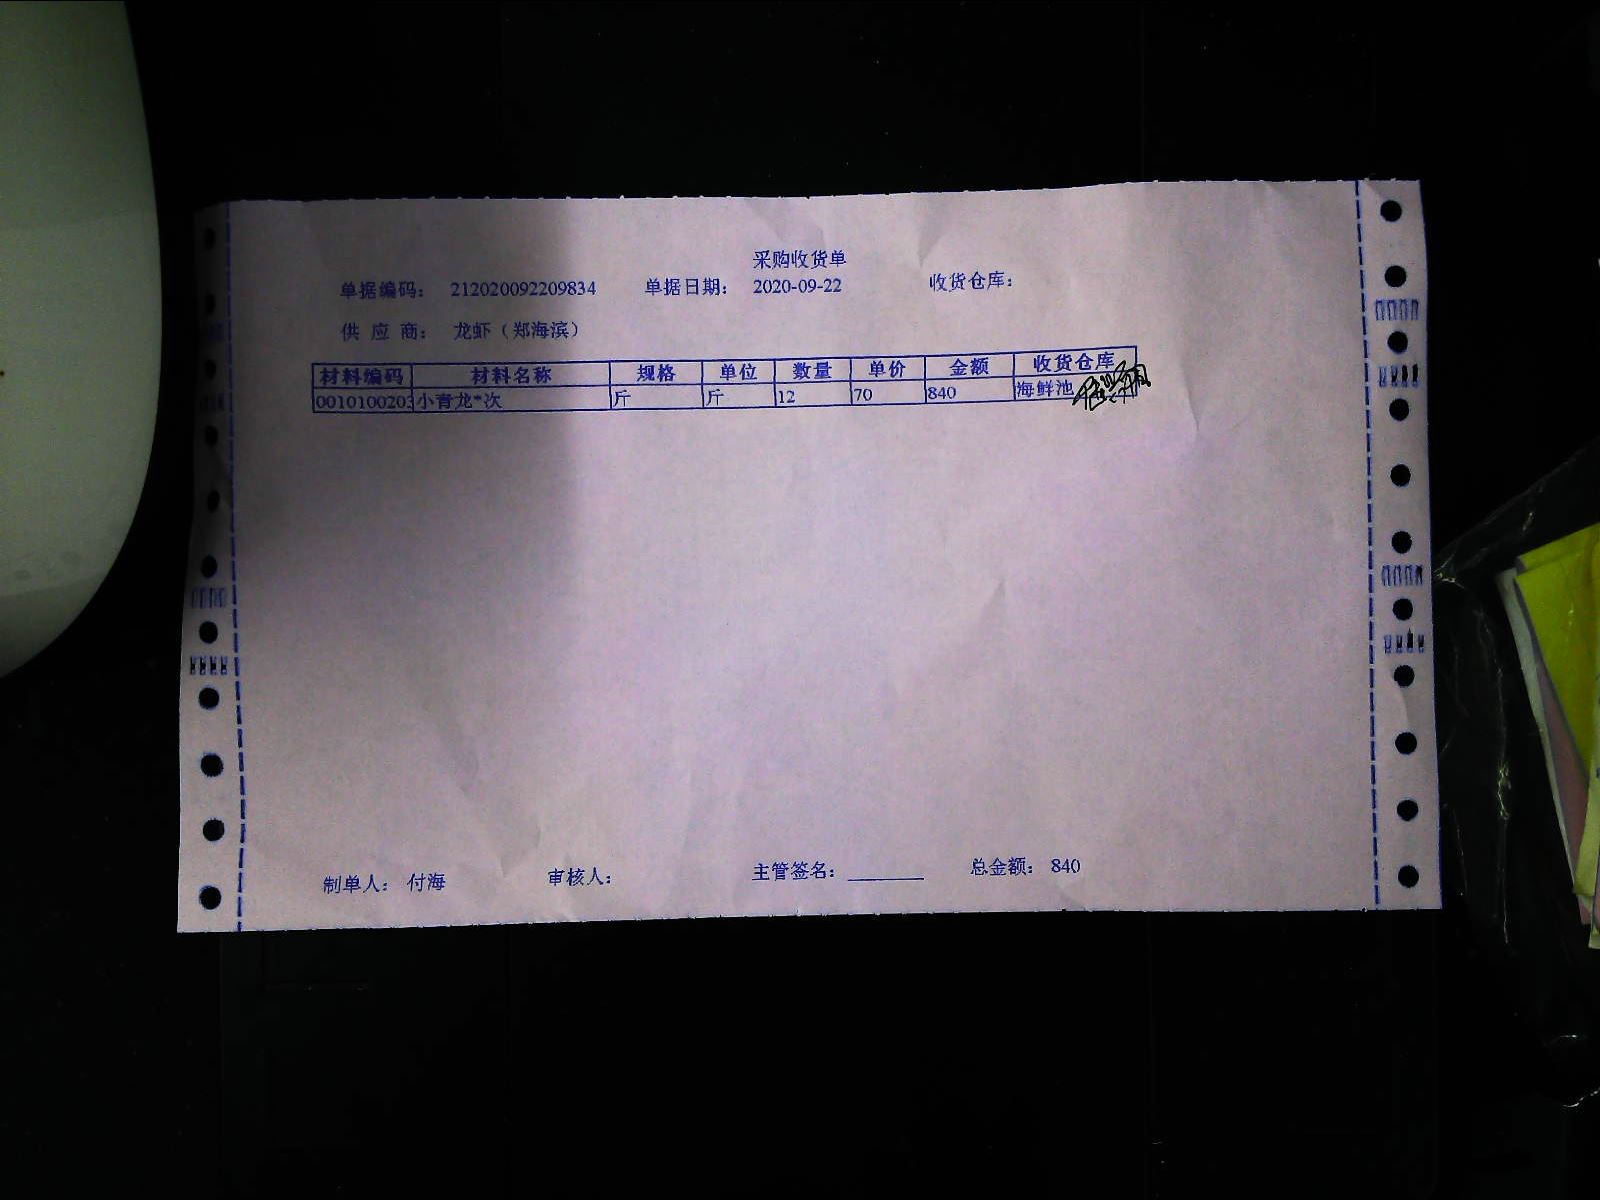 采购收货单
单据编码: 212020092209834 单据日期: 2020-09-22 收货仓库:
供 应 商: 龙虾（郑海滨）
材料编码 材料名称 规格 单位 数量 单价 金额 收货仓库
0010100203 小青龙*次 斤 斤 12 70 840 海鲜池
制单人: 付海 审核人: 主管签名: ________ 总金额: 840